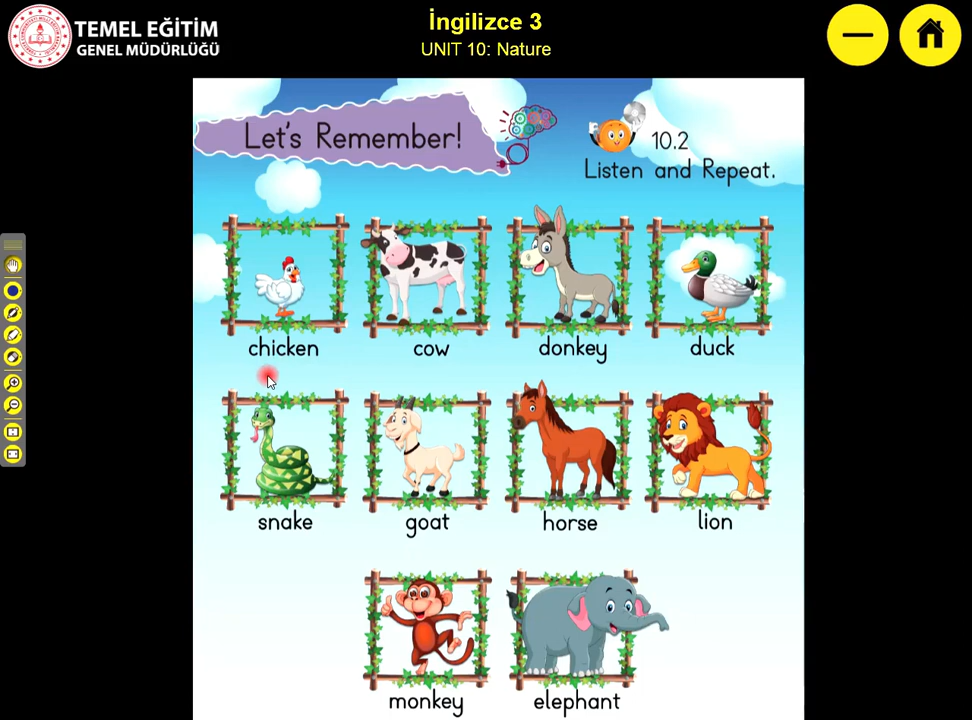 TEMEL EĞİTİM
GENEL MÜDÜRLÜĞÜ
İngilizce 3
UNIT 10: Nature
Let's Remember!
10.2
Listen and Repeat.
chicken
cow
donkey
duck
snake
goat
horse
lion
monkey
elephant